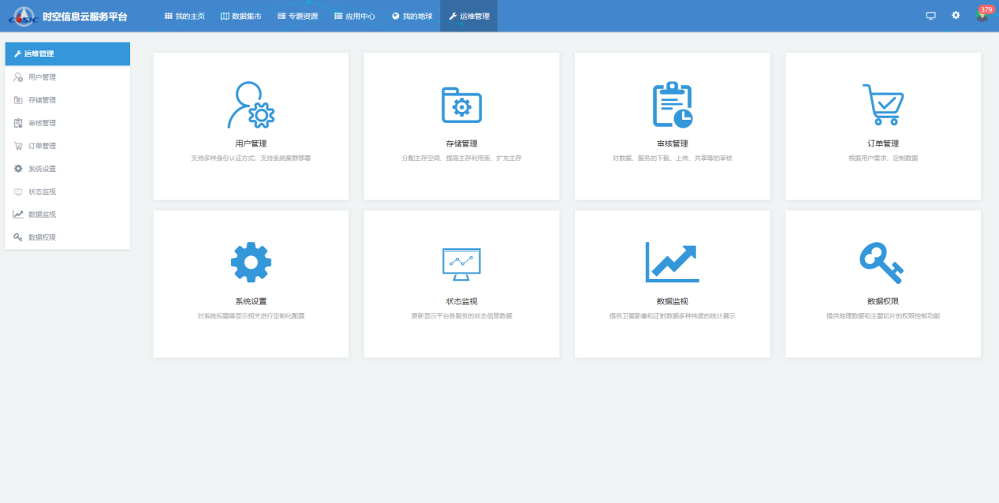 CASIC 时空信息云服务平台 我的主页 数据集市 专题资源 应用中心 我的地球 运维管理 379
运维管理
用户管理
存储管理
审核管理
订单管理
系统设置
状态监视
数据监视
数据权限
用户管理
支持多种身份认证方式、支持系统集群部署
存储管理
分配主存空间、提高主存利用率、扩充主存
审核管理
对数据、服务的下载、上传、共享等的审核
订单管理
根据用户需求、定制数据
系统设置
对系统标题等显示相关进行定制化配置
状态监视
更新显示平台各服务的状态信息数据
数据监视
提供卫星影像和正射数据多种纬度的统计展示
数据权限
提供地理数据和主题切片的权限控制功能